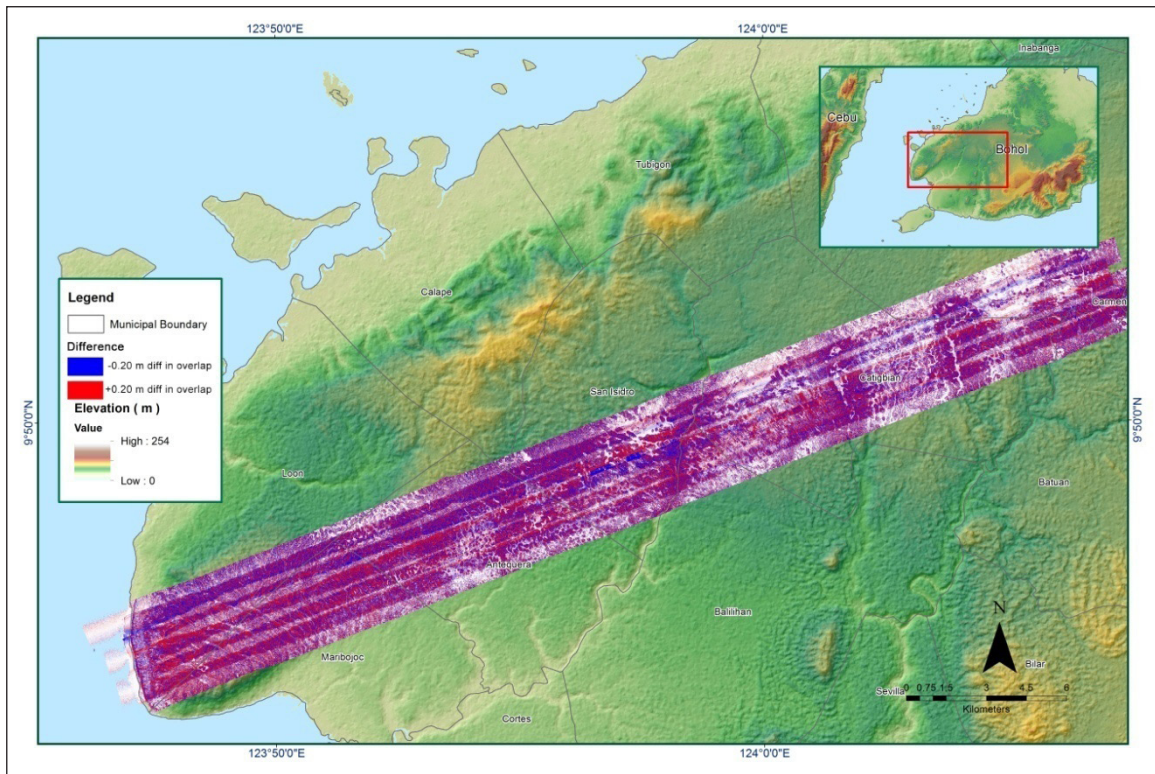 123°50'0"E
124°0'0"E
Inabanga
Cebu
Bohol
Tubigon
Calape
Carmen
Legend
Municipal Boundary
Difference
-0.20 m diff in overlap
+0.20 m diff in overlap
Elevation ( m )
Value
High : 254
Low : 0
San Isidro
Catigbian
9°50'0"N
9°50'0"N
Loon
Batuan
Antequera
Balilihan
N
Maribojoc
Bilar
Sevilla
0 0.75 1.5 3 4.5 6
Kilometers
Cortes
123°50'0"E
124°0'0"E